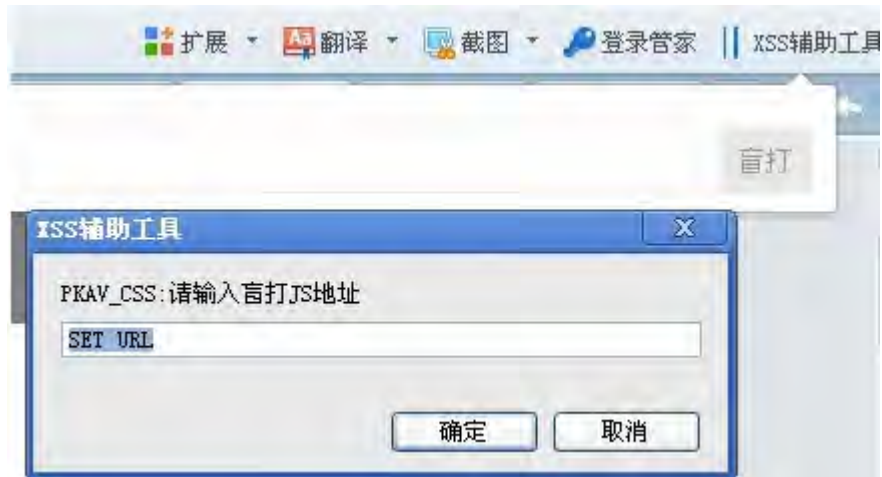 扩展 翻译 截图 登录管家 XSS辅助工具
盲打
XSS辅助工具
PKAV_CSS:请输入盲打JS地址
SET URL
确定 取消